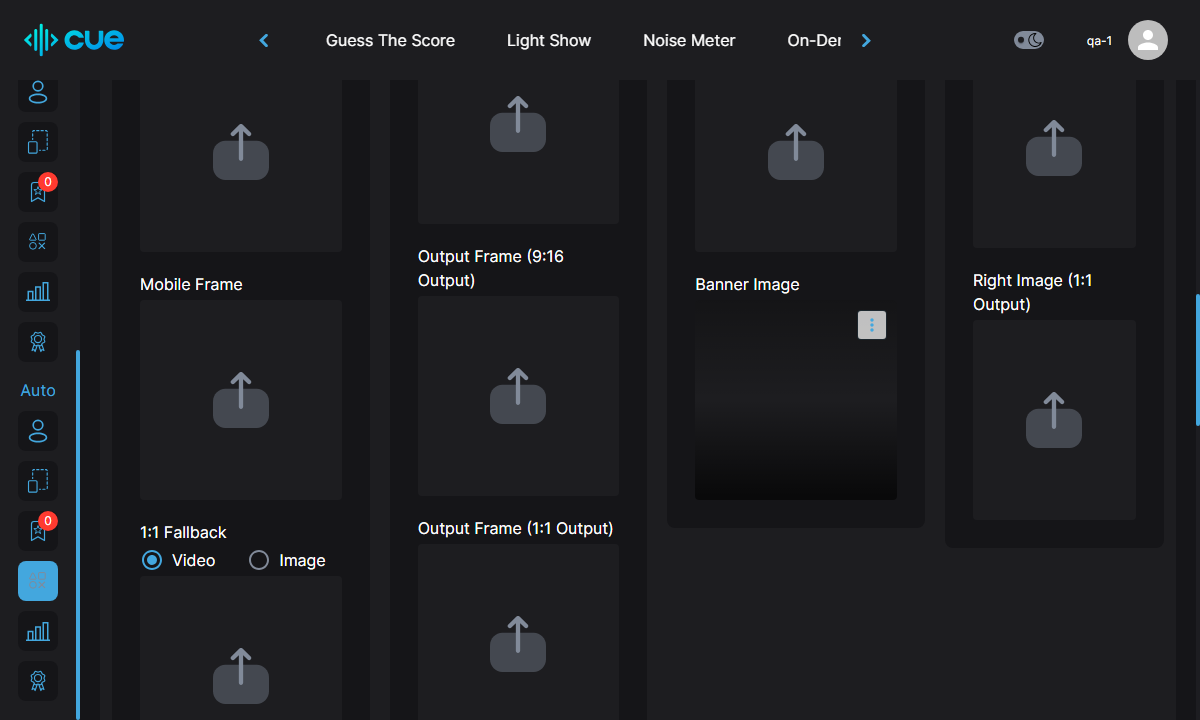 cue
Guess The Score
Light Show
Noise Meter
On-Der
qa-1
0
Auto
0
Mobile Frame
1:1 Fallback
Video
Image
Output Frame (9:16
Output)
Output Frame (1:1 Output)
Banner Image
Right Image (1:1
Output)